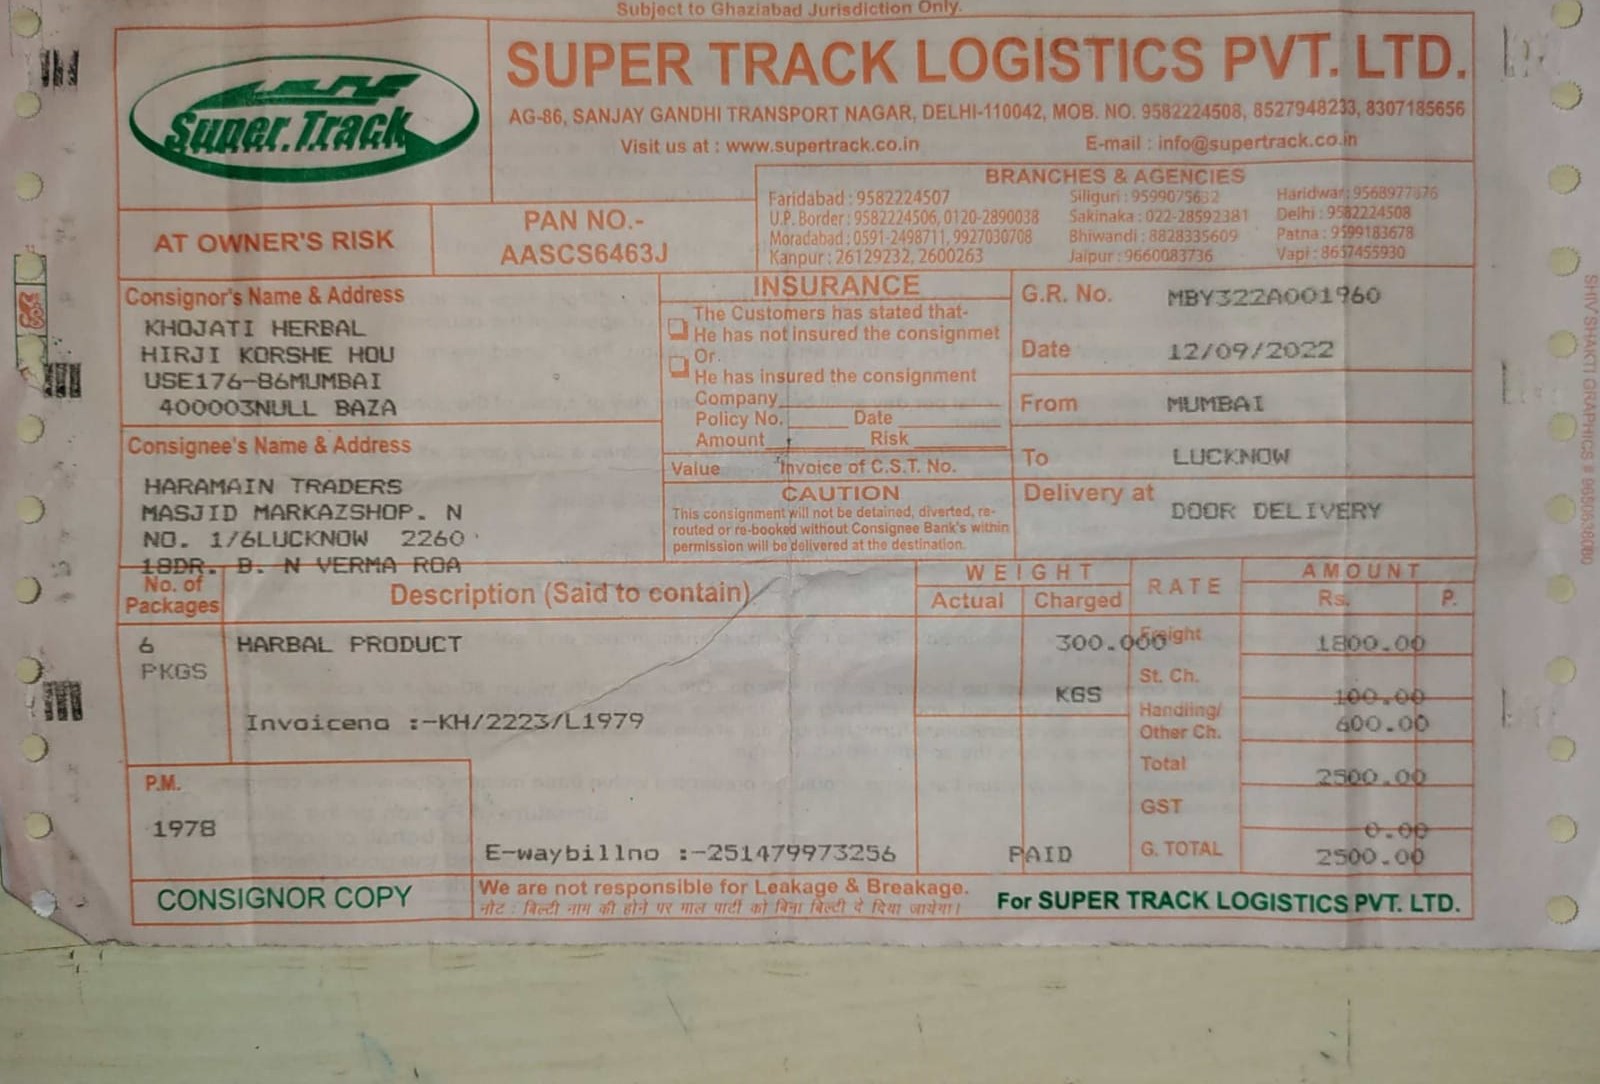 Subject to Ghaziabad Jurisdiction Only.
Super Track
SUPER TRACK LOGISTICS PVT. LTD.
AG-86, SANJAY GANDHI TRANSPORT NAGAR, DELHI-110042, MOB. NO. 9582224508, 8527948233, 8307185656
Visit us at : www.supertrack.co.in E-mail : info@supertrack.co.in
AT OWNER'S RISK
PAN NO.-
AASCS6463J
BRANCHES & AGENCIES
Faridabad : 9582224507 Siliguri : 9599075632 Haridwar : 9568977876
U.P. Border : 9582224506, 0120-2890038 Sakinaka : 022-28592381 Delhi : 9582224508
Moradabad : 0591-2498711, 9927030708 Bhiwandi : 8828335609 Patna : 9599183678
Kanpur : 26129232, 2600263 Jaipur : 9660083736 Vapi : 8657455930
Consignor's Name & Address
KHOJATI HERBAL
HIRJI KORSHE HOU
USE176-86MUMBAI
400003NULL BAZA
Consignee's Name & Address
HARAMAIN TRADERS
MASJID MARKAZSHOP. N
NO. 1/6LUCKNOW 2260
18DR. B. N VERMA ROA
INSURANCE
The Customers has stated that-
He has not insured the consignmet
Or.
He has insured the consignment
Company
Policy No. Date
Amount Risk
Value Invoice of C.S.T. No.
CAUTION
This consignment will not be detained, diverted, re-
routed or re-booked without Consignee Bank's within
permission will be delivered at the destination.
G.R. No. MBY322A001960
Date 12/09/2022
From MUMBAI
To LUCKNOW
Delivery at DOOR DELIVERY
No. of
Packages
Description (Said to contain)
WEIGHT
Actual Charged
RATE
AMOUNT
Rs. P.
6
PKGS
HARBAL PRODUCT
Invoiceno :-KH/2223/L1979
300.000
KGS
Freight 1800.00
St. Ch. 100.00
Handling/
Other Ch. 600.00
Total 2500.00
GST 0.00
G. TOTAL 2500.00
P.M.
1978
E-waybillno :-251479973256
PAID
CONSIGNOR COPY
We are not responsible for Leakage & Breakage.
नोट : बिल्टी नाम की होने पर माल पार्टी को बिना बिल्टी दे दिया जायेगा।
For SUPER TRACK LOGISTICS PVT. LTD.
SHIV SHAKTI GRAPHICS #